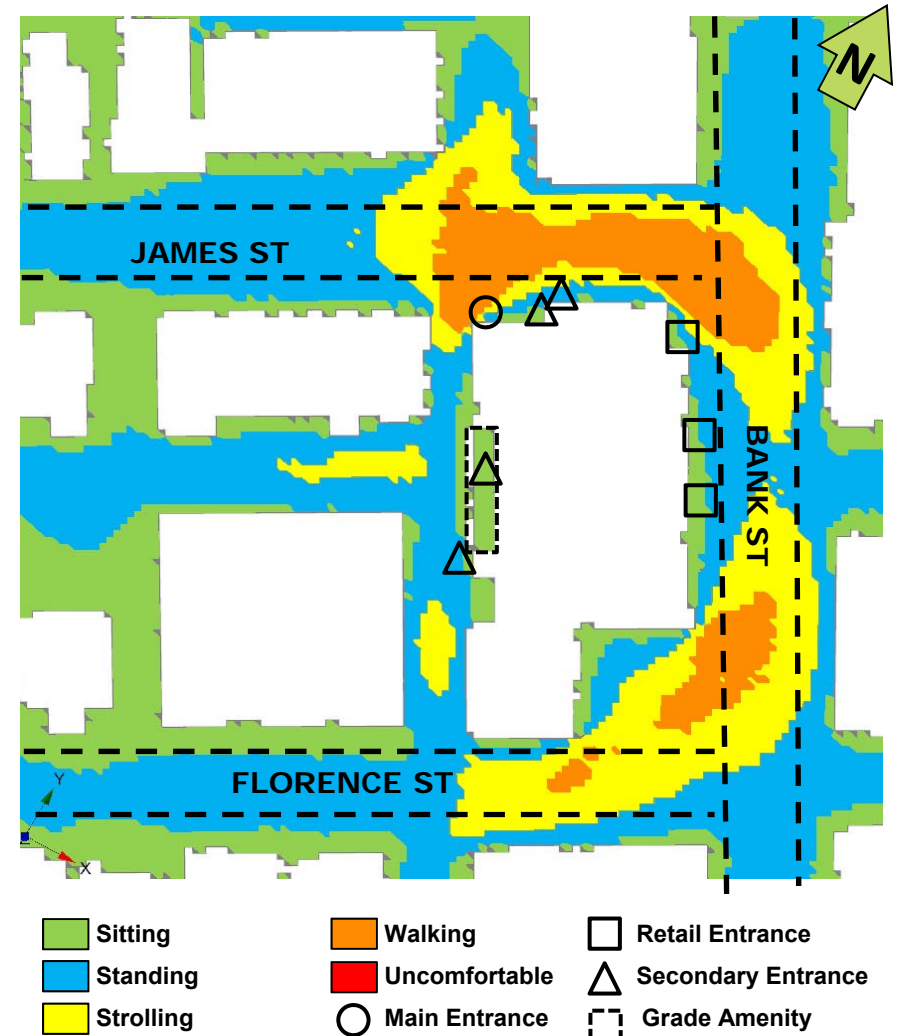 N
JAMES ST
BANK ST
FLORENCE ST
Y
X
Sitting
Walking
Retail Entrance
Standing
Uncomfortable
Secondary Entrance
Strolling
Main Entrance
Grade Amenity